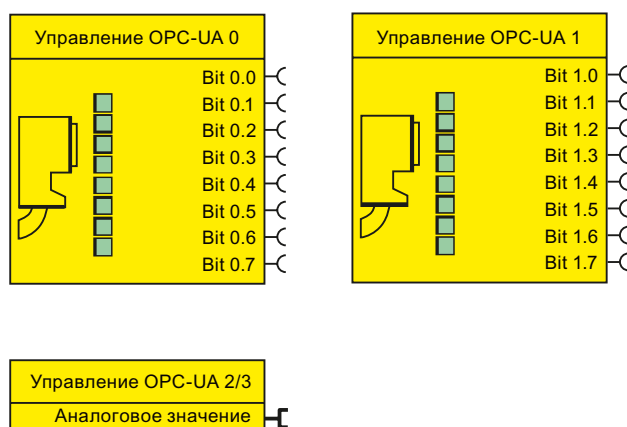 Управление OPC-UA 0
Bit 0.0
Bit 0.1
Bit 0.2
Bit 0.3
Bit 0.4
Bit 0.5
Bit 0.6
Bit 0.7
Управление OPC-UA 1
Bit 1.0
Bit 1.1
Bit 1.2
Bit 1.3
Bit 1.4
Bit 1.5
Bit 1.6
Bit 1.7
Управление OPC-UA 2/3
Аналоговое значение